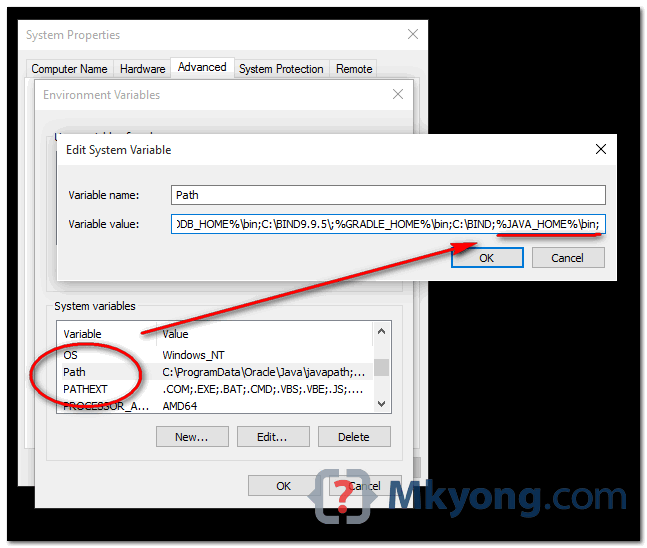 System Properties
Computer Name Hardware Advanced System Protection Remote
Environment Variables
Edit System Variable
Variable name: Path
Variable value: DB_HOME%\bin;C:\BIND9.9.5\;%GRADLE_HOME%\bin;C:\BIND;%JAVA_HOME%\bin;
OK Cancel
System variables
Variable Value
OS Windows_NT
Path C:\ProgramData\Oracle\Java\javapath;...
PATHEXT .COM;.EXE;.BAT;.CMD;.VBS;.VBE;.JS;....
PROCESSOR_A... AMD64
New... Edit... Delete
OK Cancel
Mkyong.com